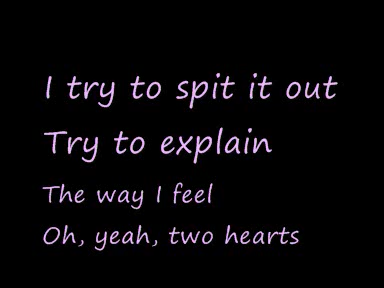 I try to spit it out
Try to explain
The way I feel
Oh, yeah, two hearts